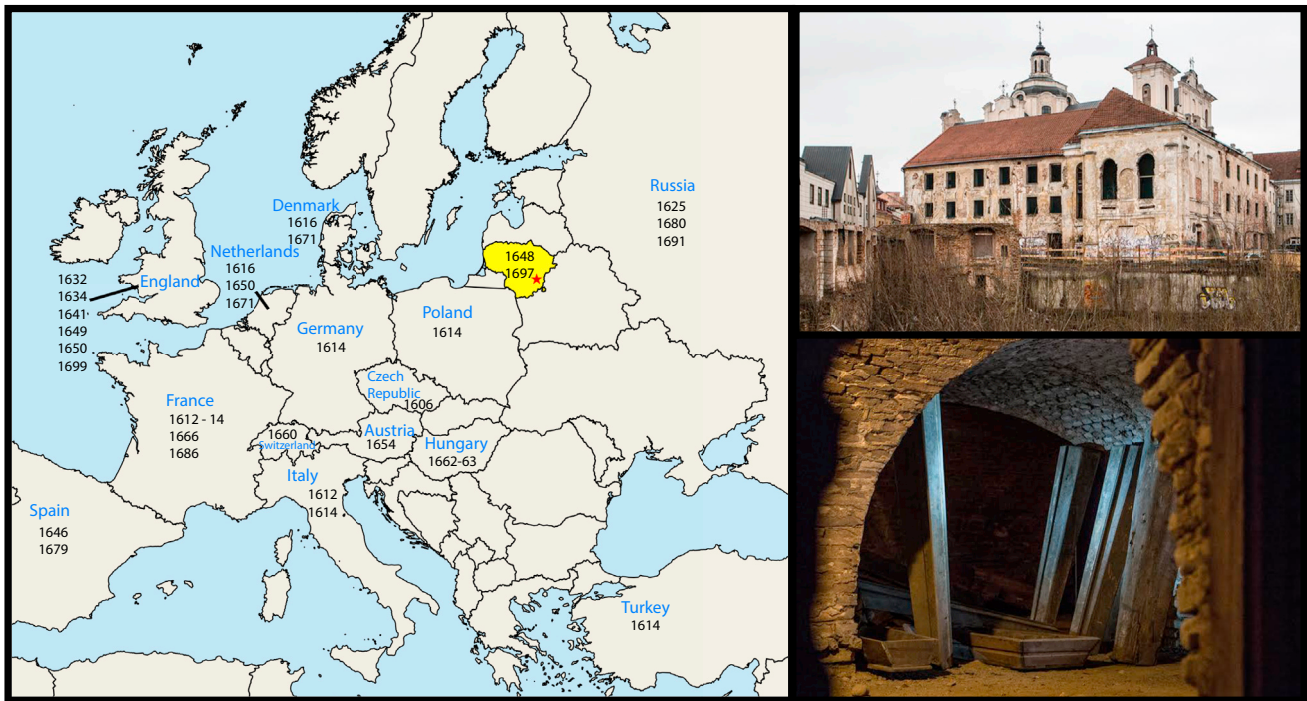 Russia
1625
1680
1691
Denmark
1616
1671
Netherlands
1616
1650
1671
1648
1697
England
1632
1634
1641
1649
1650
1699
Poland
1614
Germany
1614
Czech
Republic
1606
France
1612 - 14
1666
1686
1660
Switzerland
Austria
1654
Hungary
1662-63
Italy
1612
1614
Spain
1646
1679
Turkey
1614